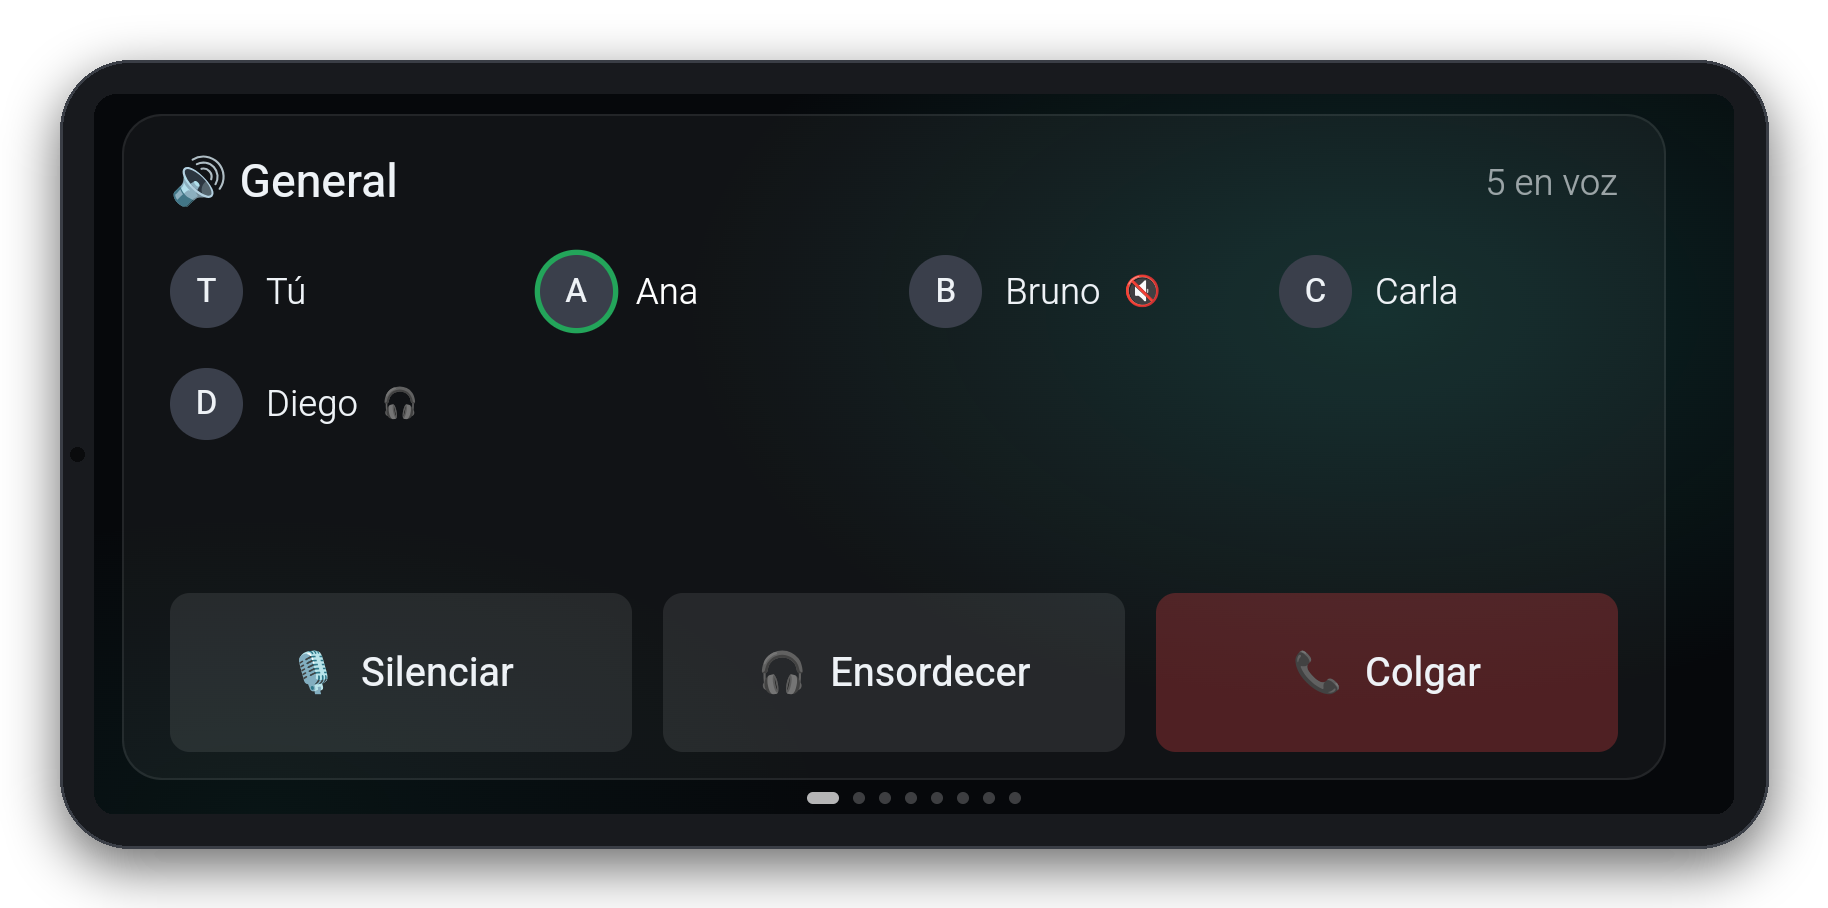 General
5 en voz
T Tú
A Ana
B Bruno
C Carla
D Diego
Silenciar
Ensordecer
Colgar